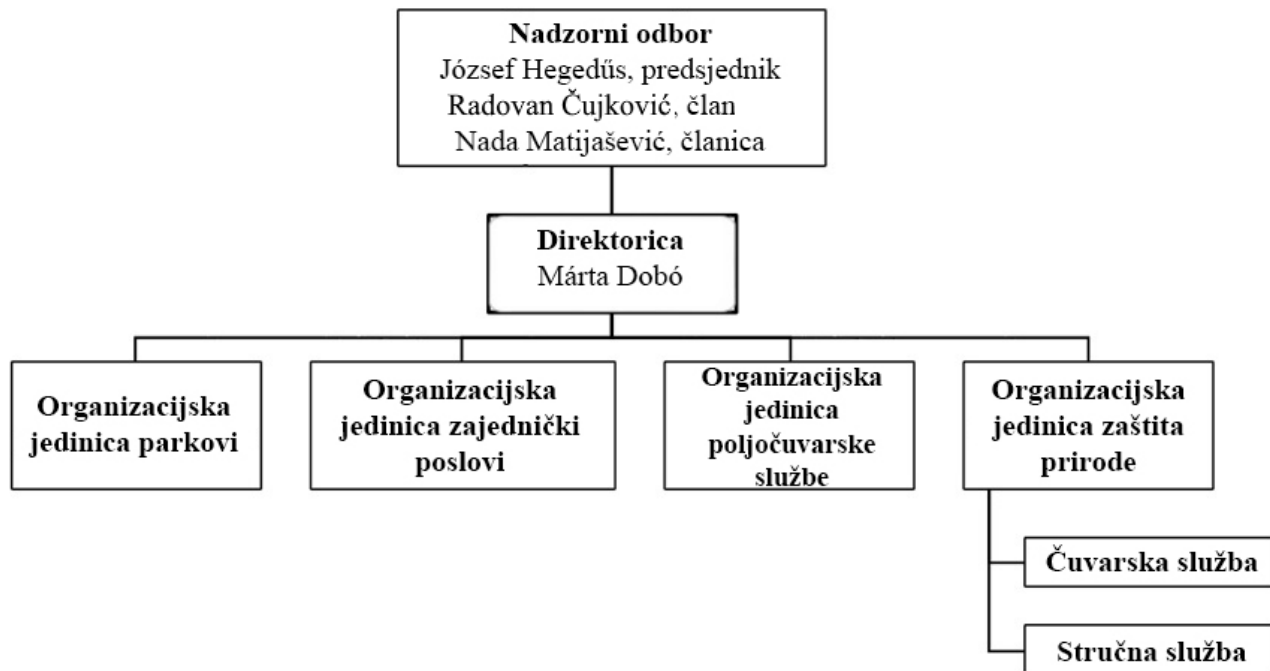 Nadzorni odbor
József Hegedűs, predsjednik
Radovan Čujković, član
Nada Matijašević, članica
Direktorica
Márta Dobó
Organizacijska
jedinica parkovi
Organizacijska
jedinica zajednički
poslovi
Organizacijska
jedinica
poljočuvarske
službe
Organizacijska
jedinica zaštita
prirode
Čuvarska služba
Stručna služba